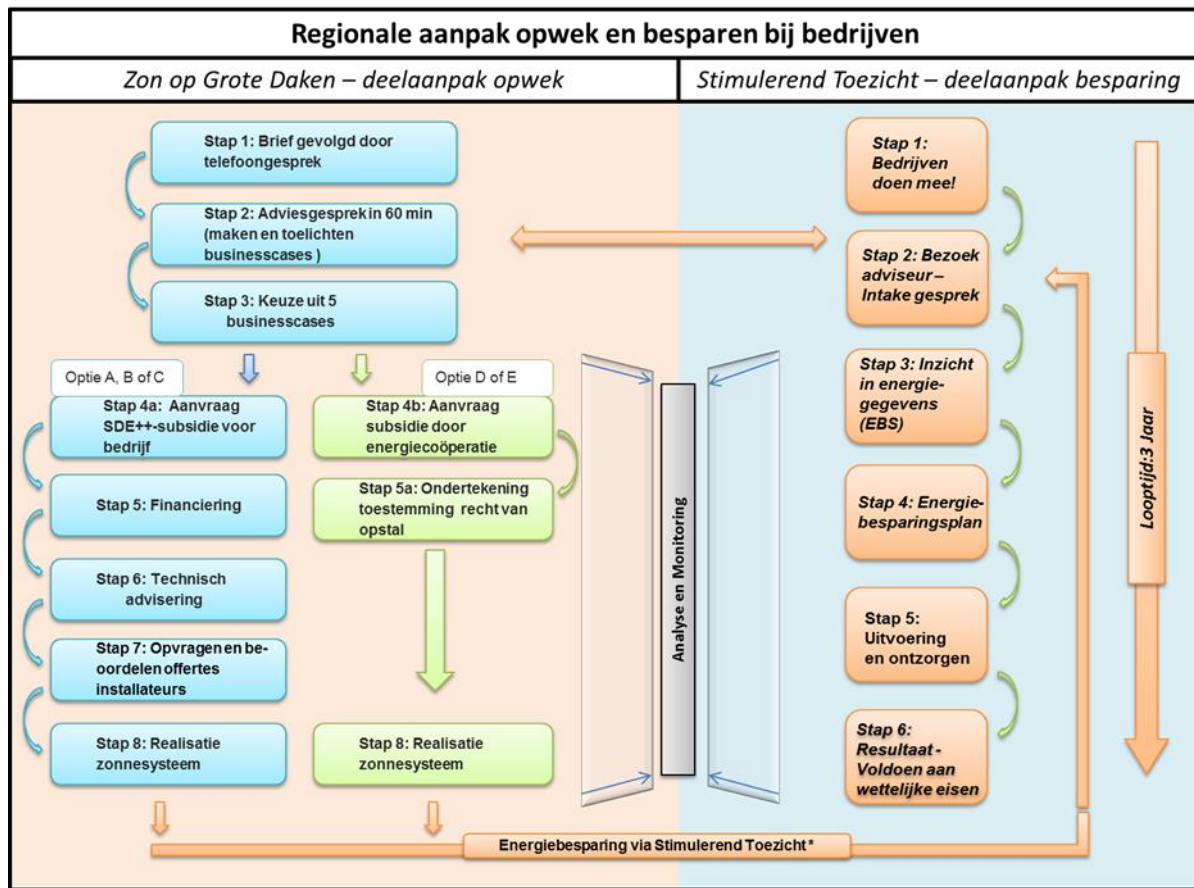 Regionale aanpak opwek en besparen bij bedrijven
Zon op Grote Daken – deelaanpak opwek
Stimulerend Toezicht – deelaanpak besparing
Stap 1: Brief gevolgd door
telefoongesprek
Stap 2: Adviesgesprek in 60 min
(maken en toelichten
businesscases )
Stap 3: Keuze uit 5
businesscases
Optie A, B of C
Optie D of E
Stap 4a: Aanvraag
SDE++-subsidie voor
bedrijf
Stap 5: Financiering
Stap 6: Technisch
advisering
Stap 7: Opvragen en be-
oordelen offertes
installateurs
Stap 8: Realisatie
zonnesysteem
Stap 4b: Aanvraag
subsidie door
energiecoöperatie
Stap 5a: Ondertekening
toestemming recht van
opstal
Stap 8: Realisatie
zonnesysteem
Analyse en Monitoring
Stap 1:
Bedrijven
doen mee!
Stap 2: Bezoek
adviseur –
Intake gesprek
Stap 3: Inzicht
in energie-
gegevens
(EBS)
Stap 4: Energie-
besparingsplan
Stap 5:
Uitvoering
en ontzorgen
Stap 6:
Resultaat -
Voldoen aan
wettelijke eisen
Looptijd:3 Jaar
Energiebesparing via Stimulerend Toezicht*